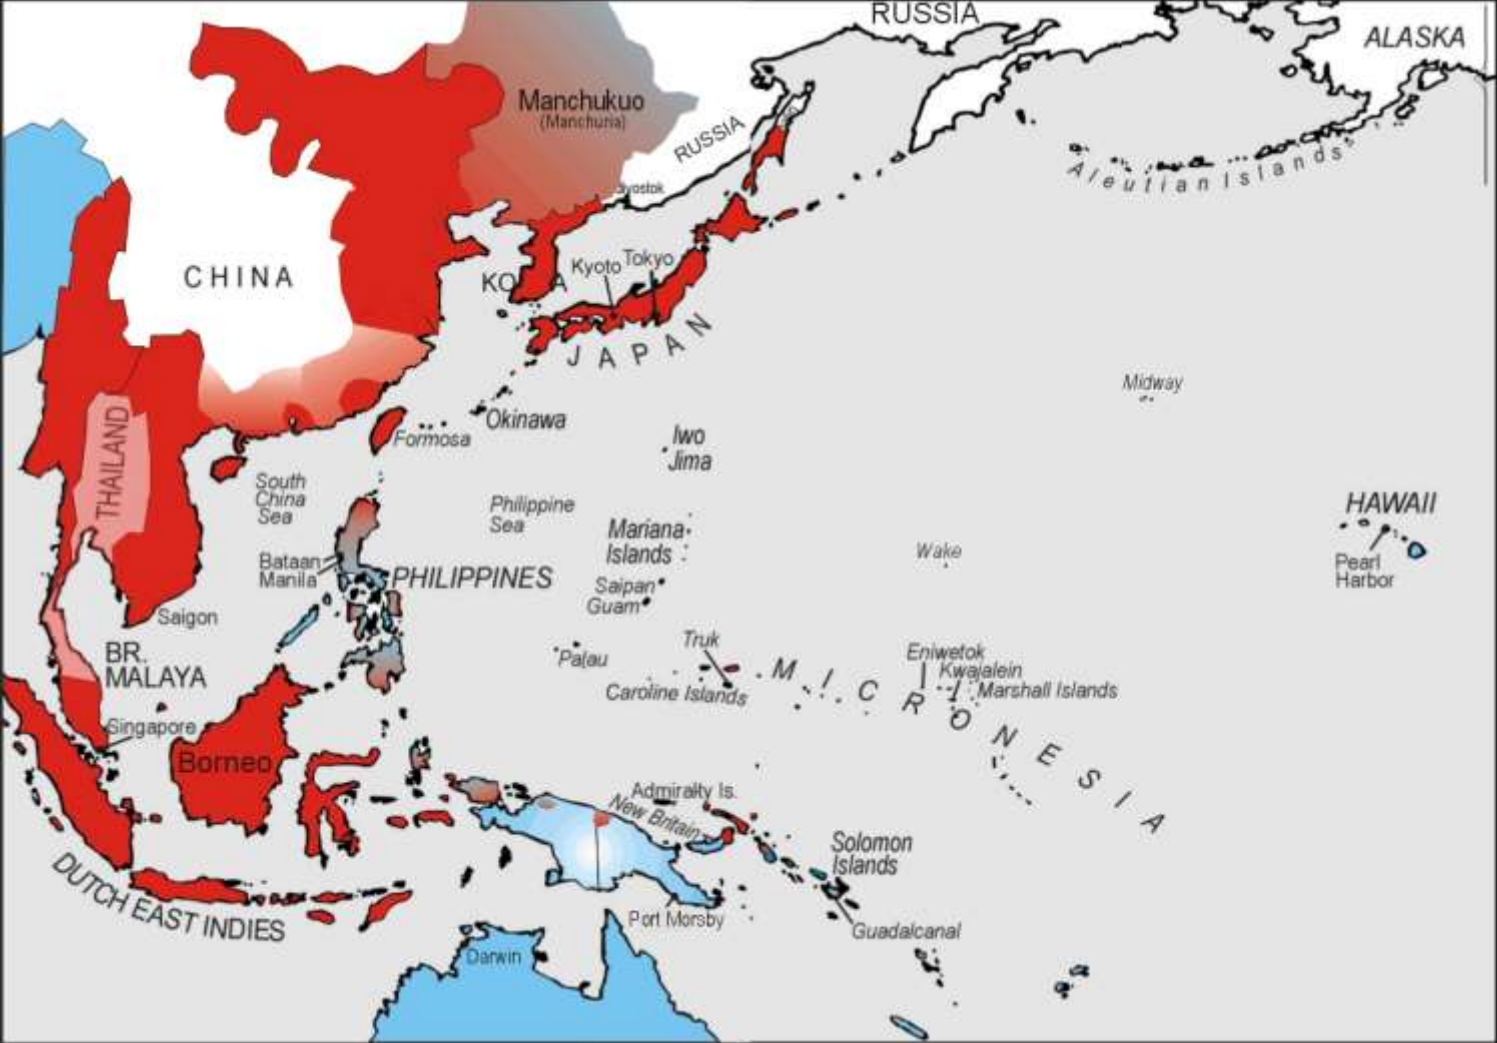 RUSSIA
ALASKA
Manchukuo
(Manchuria)
RUSSIA
Aleutian Islands
CHINA
Kyoto
Tokyo
JAPAN
Midway
THAILAND
Okinawa
Formosa
Iwo
Jima
South
China
Sea
Philippine
Sea
HAWAII
Mariana
Islands
Wake
Bataan
Manila
PHILIPPINES
Pearl
Harbor
Saipan
Guam
Saigon
BR.
MALAYA
Truk
Palau
Caroline Islands
Eniwetok
Kwajalein
Marshall Islands
MICRONESIA
Singapore
Borneo
Admiralty Is.
New Britain
Solomon
Islands
DUTCH EAST INDIES
Port Morsby
Guadalcanal
Darwin